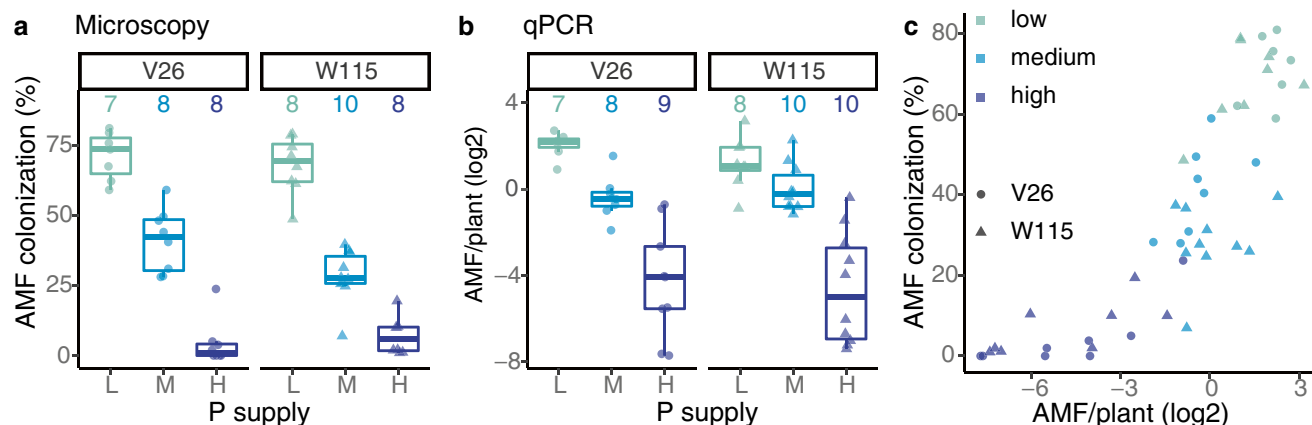 a Microscopy
V26 W115
7 8 8 8 10 8
AMF colonization (%)
75
50
25
0
L M H L M H
P supply
b qPCR
V26 W115
7 8 9 8 10 10
AMF/plant (log2)
4
0
−4
−8
L M H L M H
P supply
c
low
medium
high
V26
W115
AMF colonization (%)
80
60
40
20
0
−6 −3 0 3
AMF/plant (log2)